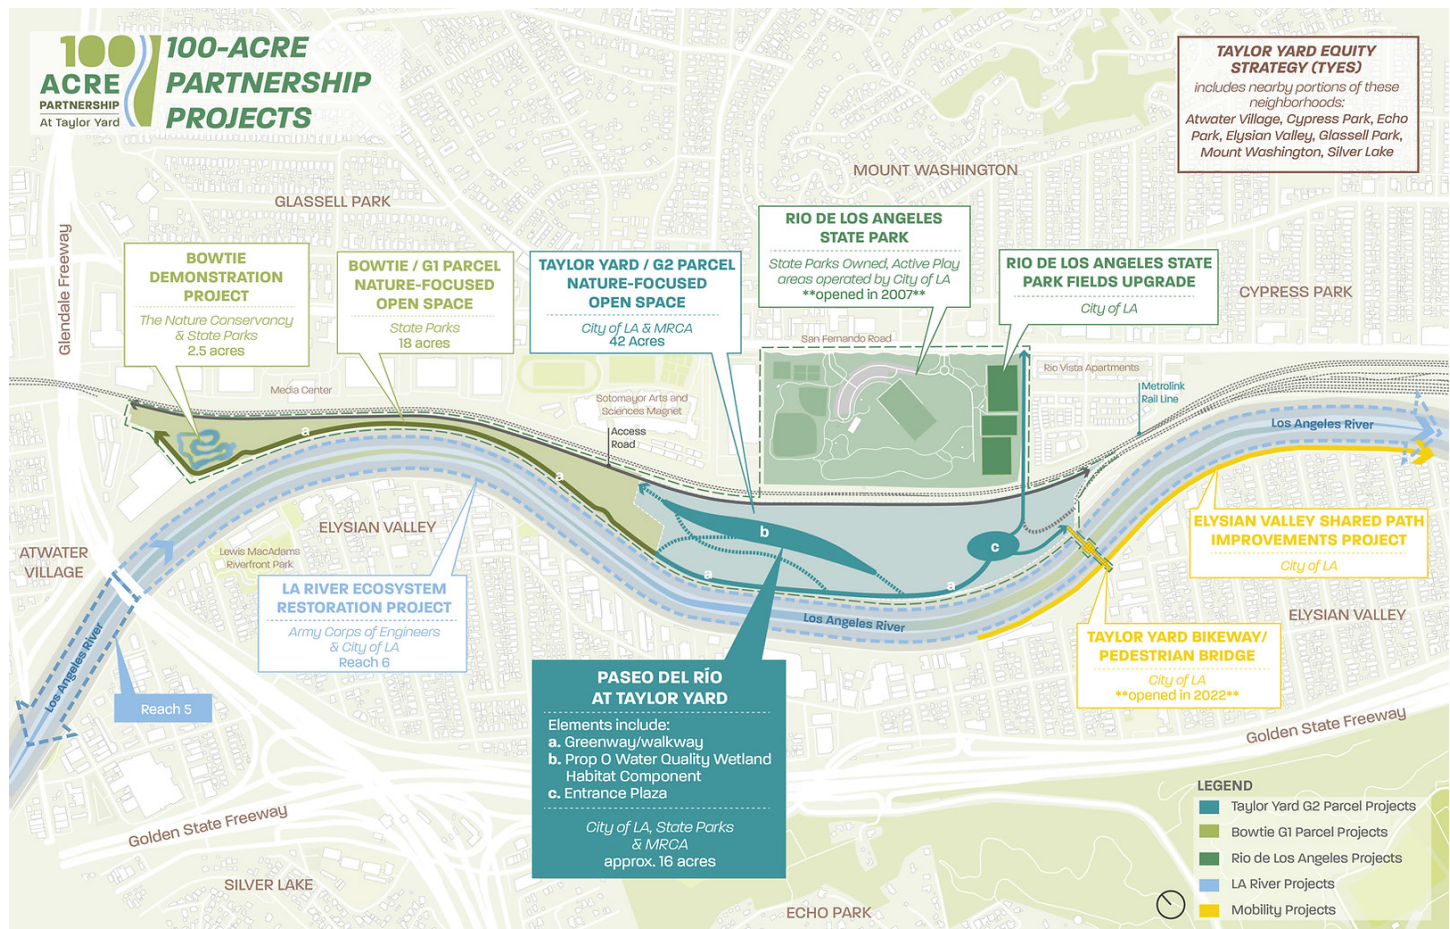 100
ACRE
PARTNERSHIP
At Taylor Yard
100-ACRE
PARTNERSHIP
PROJECTS
TAYLOR YARD EQUITY
STRATEGY (TYES)
includes nearby portions of these
neighborhoods:
Atwater Village, Cypress Park, Echo
Park, Elysian Valley, Glassell Park,
Mount Washington, Silver Lake
MOUNT WASHINGTON
GLASSELL PARK
CYPRESS PARK
Glendale Freeway
BOWTIE
DEMONSTRATION
PROJECT
The Nature Conservancy
& State Parks
2.5 acres
BOWTIE / G1 PARCEL
NATURE-FOCUSED
OPEN SPACE
State Parks
18 acres
TAYLOR YARD / G2 PARCEL
NATURE-FOCUSED
OPEN SPACE
City of LA & MRCA
42 Acres
RIO DE LOS ANGELES
STATE PARK
State Parks Owned, Active Play
areas operated by City of LA
**opened in 2007**
RIO DE LOS ANGELES STATE
PARK FIELDS UPGRADE
City of LA
San Fernando Road
Rio Vista Apartments
Metrolink
Rail Line
Media Center
Sotomayor Arts and
Sciences Magnet
Access
Road
a
a
a
a
b
c
Los Angeles River
Los Angeles River
Los Angeles River
ELYSIAN VALLEY
Lewis MacAdams
Riverfront Park
ATWATER
VILLAGE
LA RIVER ECOSYSTEM
RESTORATION PROJECT
Army Corps of Engineers
& City of LA
Reach 6
Reach 5
ELYSIAN VALLEY SHARED PATH
IMPROVEMENTS PROJECT
City of LA
ELYSIAN VALLEY
TAYLOR YARD BIKEWAY/
PEDESTRIAN BRIDGE
City of LA
**opened in 2022**
PASEO DEL RÍO
AT TAYLOR YARD
Elements include:
a. Greenway/walkway
b. Prop O Water Quality Wetland
Habitat Component
c. Entrance Plaza
City of LA, State Parks
& MRCA
approx. 16 acres
Golden State Freeway
Golden State Freeway
SILVER LAKE
ECHO PARK
LEGEND
Taylor Yard G2 Parcel Projects
Bowtie G1 Parcel Projects
Rio de Los Angeles Projects
LA River Projects
Mobility Projects